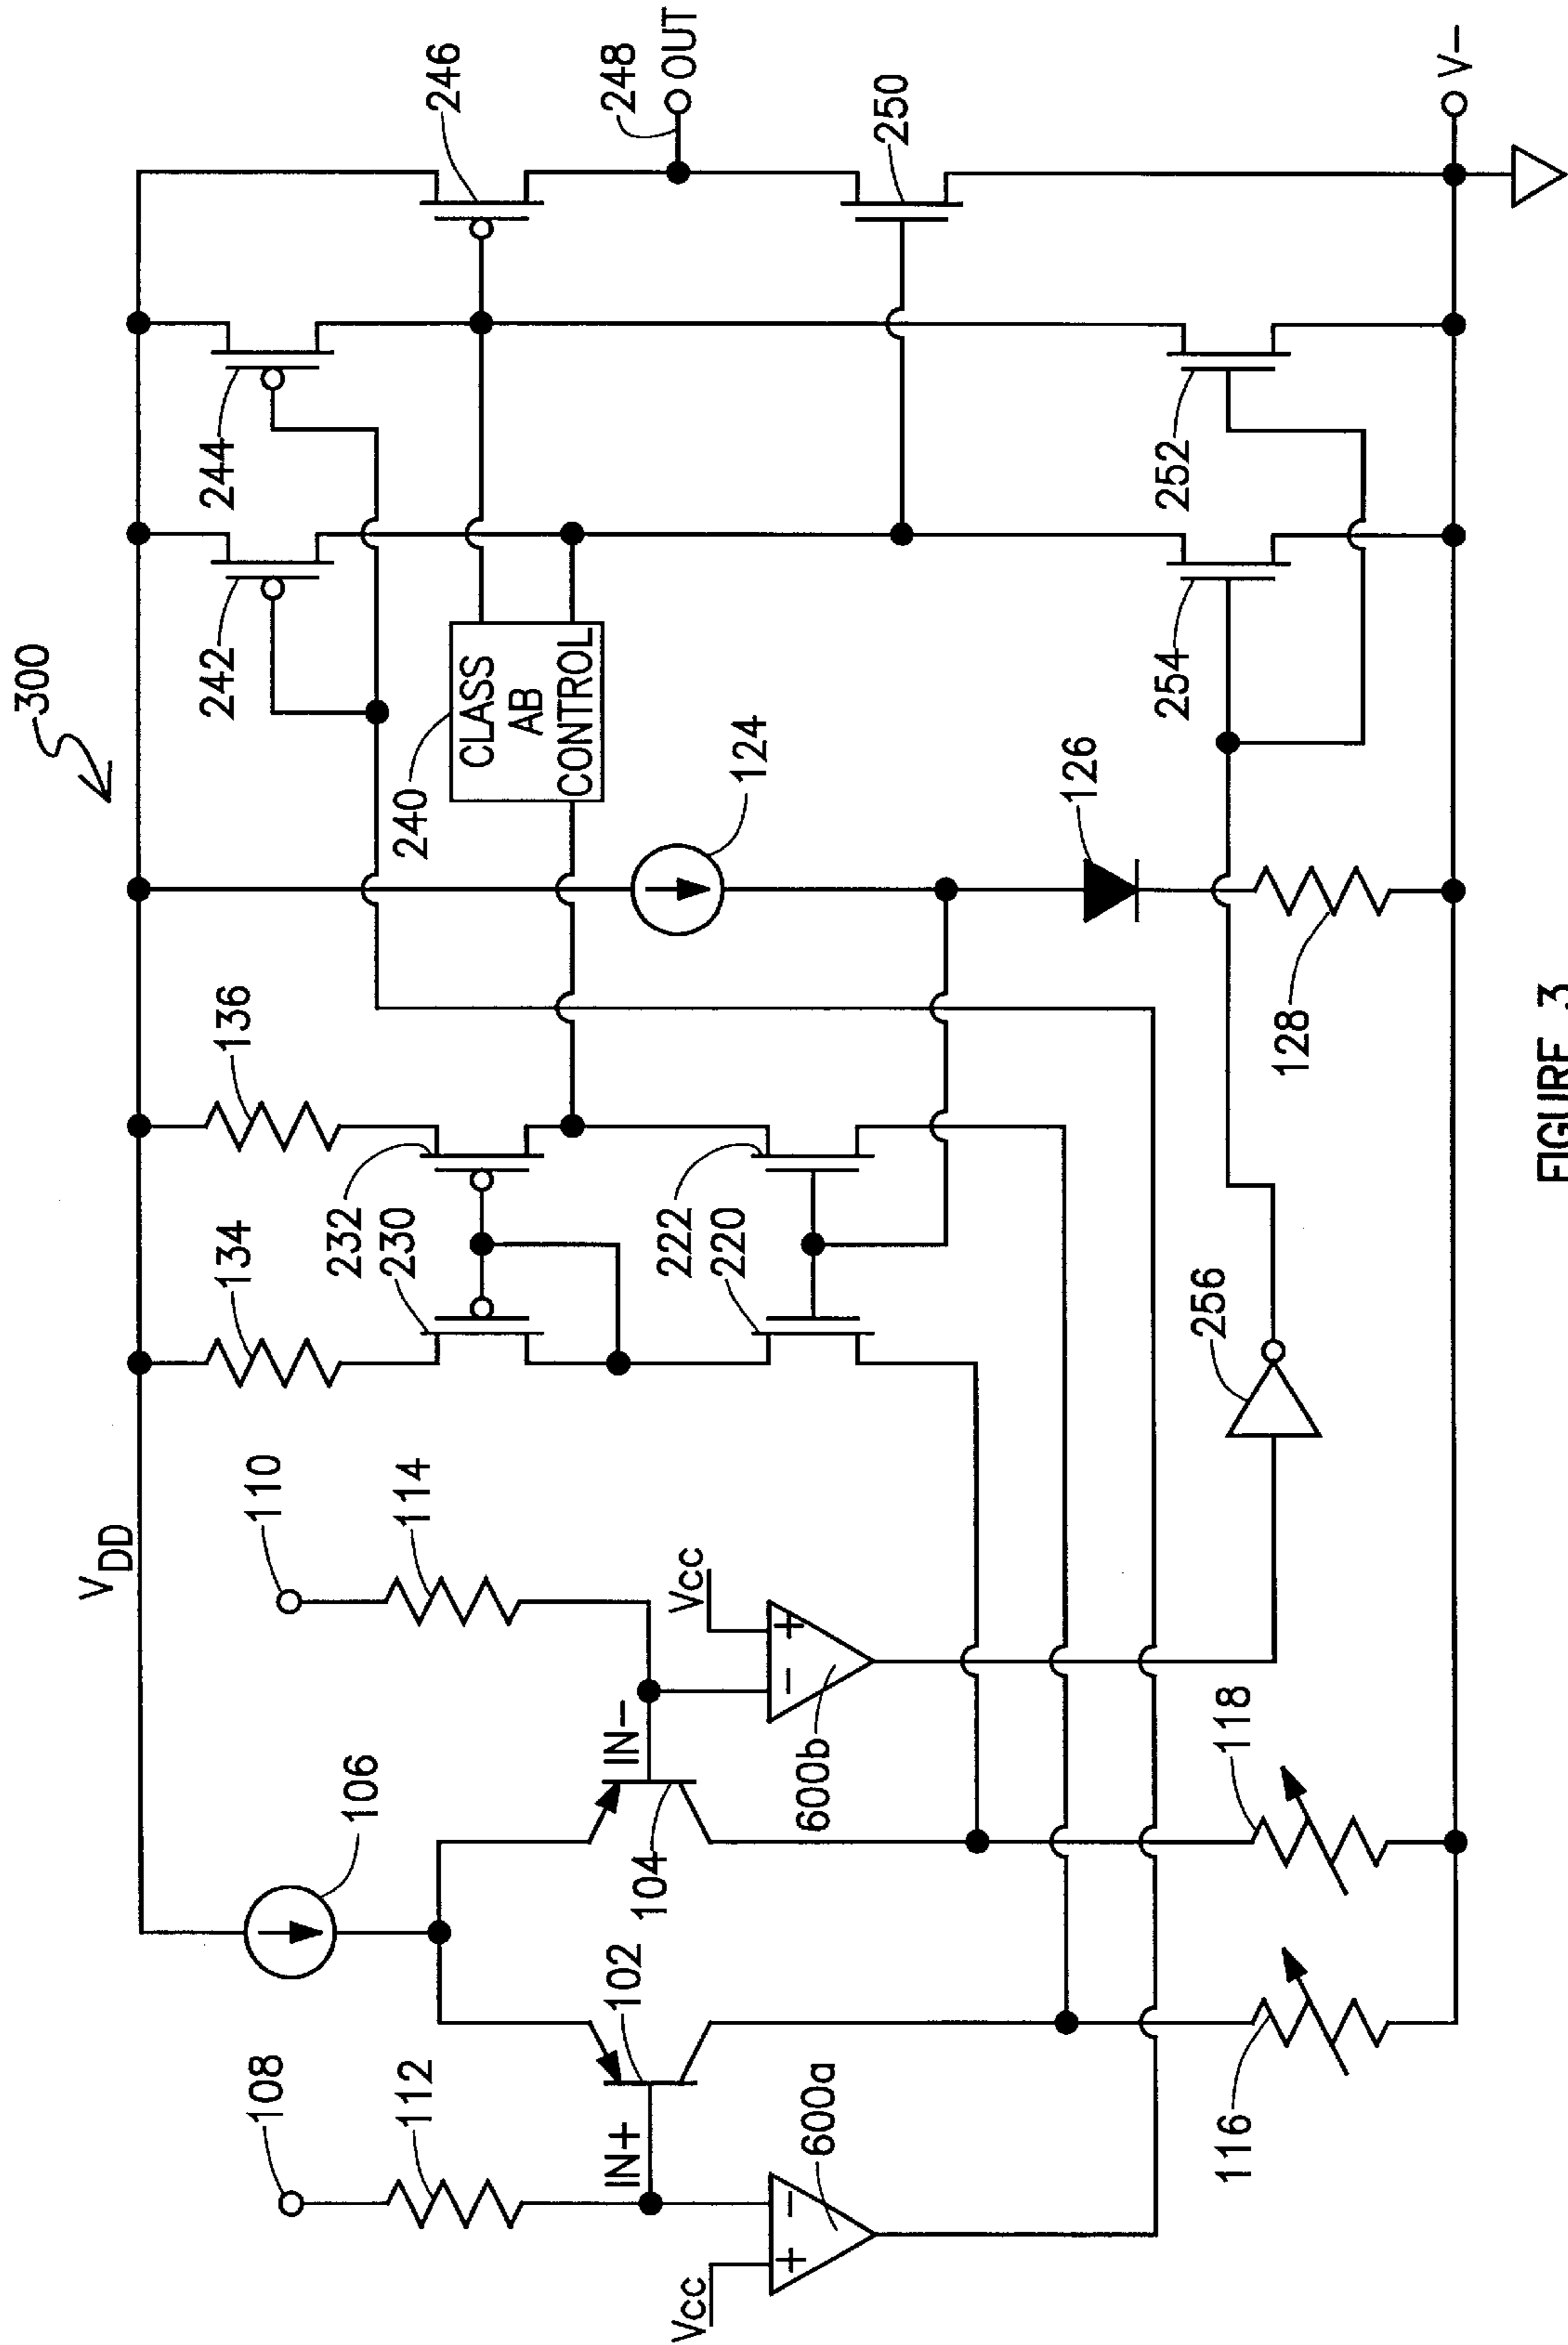 300
V_DD
106
110
114
134
136
242
244
246
248
OUT
232
230
240
CLASS
AB
CONTROL
108
112
IN+
102
IN-
104
Vcc
600b
222
220
124
250
Vcc
600a
126
256
254
252
116
118
128
V-
FIGURE 3